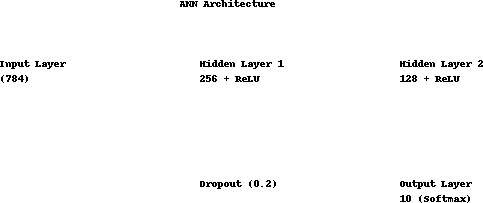 ANN Architecture
Input Layer
(784)
Hidden Layer 1
256 + ReLU
Hidden Layer 2
128 + ReLU
Dropout (0.2)
Output Layer
10 (Softmax)